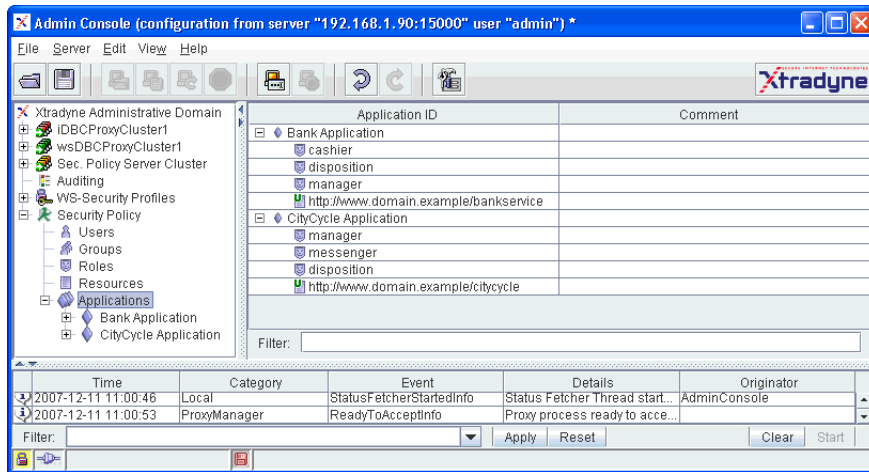 Admin Console (configuration from server "192.168.1.90:15000" user "admin") *
File Server Edit View Help
SECURE INTERNET TECHNOLOGIES
Xtradyne
Xtradyne Administrative Domain
iDBCProxyCluster1
wsDBCProxyCluster1
Sec. Policy Server Cluster
Auditing
WS-Security Profiles
Security Policy
Users
Groups
Roles
Resources
Applications
Bank Application
CityCycle Application
Application ID Comment
Bank Application
cashier
disposition
manager
http://www.domain.example/bankservice
CityCycle Application
manager
messenger
disposition
http://www.domain.example/citycycle
Filter:
Time Category Event Details Originator
2007-12-11 11:00:46 Local StatusFetcherStartedInfo Status Fetcher Thread start... AdminConsole
2007-12-11 11:00:53 ProxyManager ReadyToAcceptInfo Proxy process ready to acce...
Filter: Apply Reset Clear Start